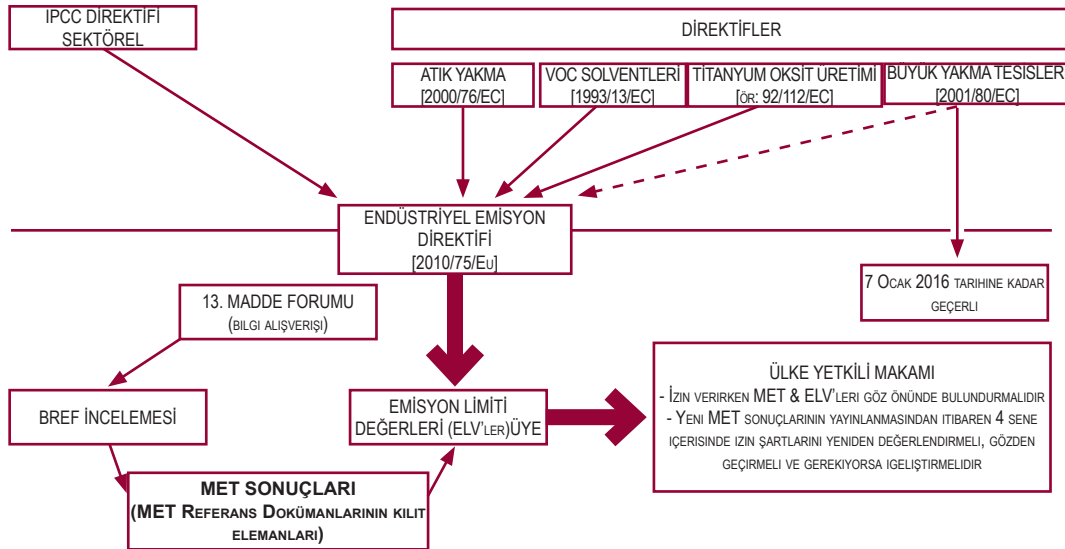 IPCC DİREKTİFİ
SEKTÖREL
DİREKTİFLER
ATIK YAKMA
[2000/76/EC]
VOC SOLVENTLERİ
[1993/13/EC]
TİTANYUM OKSİT ÜRETİMİ
[ÖR: 92/112/EC]
BÜYÜK YAKMA TESİSLER
[2001/80/EC]
ENDÜSTRİYEL EMİSYON
DİREKTİFİ
[2010/75/EU]
7 OCAK 2016 TARIHINE KADAR
GEÇERLI
13. MADDE FORUMU
(BILGI ALIŞVERIŞI)
BREF İNCELEMESİ
EMİSYON LİMİTİ
DEĞERLERİ (ELV'LER)ÜYE
ÜLKE YETKİLİ MAKAMI
- İZIN VERIRKEN MET & ELV'LERI GÖZ ÖNÜNDE BULUNDURMALIDIR
- YENI MET SONUÇLARININ YAYINLANMASINDAN ITIBAREN 4 SENE
IÇERISINDE IZIN ŞARTLARINI YENIDEN DEĞERLENDIRMELI, GÖZDEN
GEÇIRMELI VE GEREKIYORSA IGELIŞTIRMELIDIR
MET SONUÇLARI
(MET REFERANS DOKÜMANLARININ KILIT
ELEMANLARI)